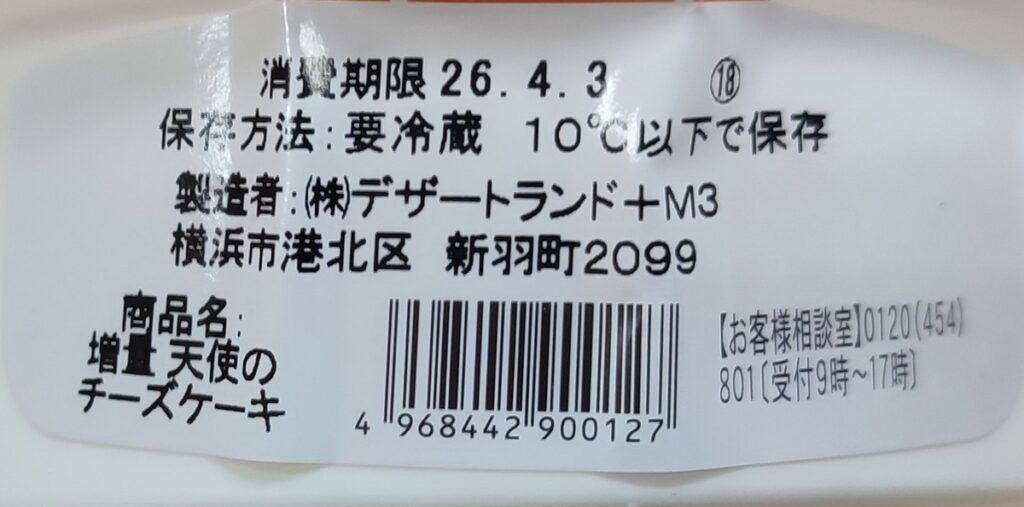 消費期限 26.4.3 ⑱
保存方法:要冷蔵 10℃以下で保存
製造者:㈱デザートランド+M3
横浜市港北区 新羽町2099
商品名:
増量 天使の
チーズケーキ
4 968442 900127
【お客様相談室】0120(454)
801〔受付9時~17時〕